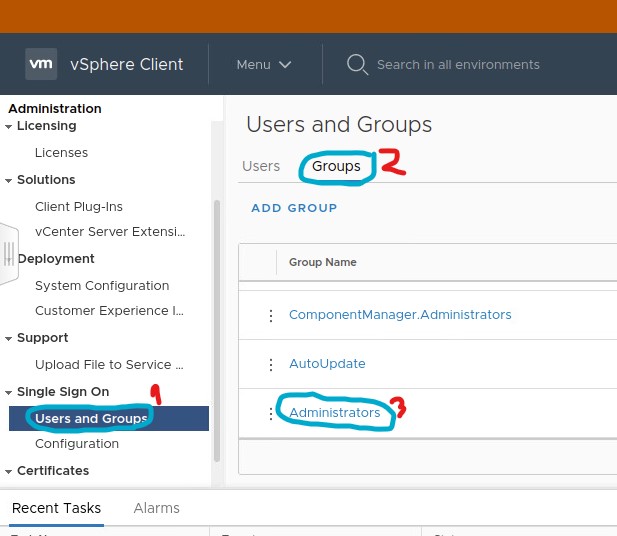 vm vSphere Client Menu Search in all environments
Administration
Licensing
Licenses
Solutions
Client Plug-Ins
vCenter Server Extensi...
Deployment
System Configuration
Customer Experience I...
Support
Upload File to Service ...
Single Sign On 1
Users and Groups
Configuration
Certificates
Users and Groups
Users Groups 2
ADD GROUP
Group Name
ComponentManager.Administrators
AutoUpdate
Administrators 3
Recent Tasks Alarms